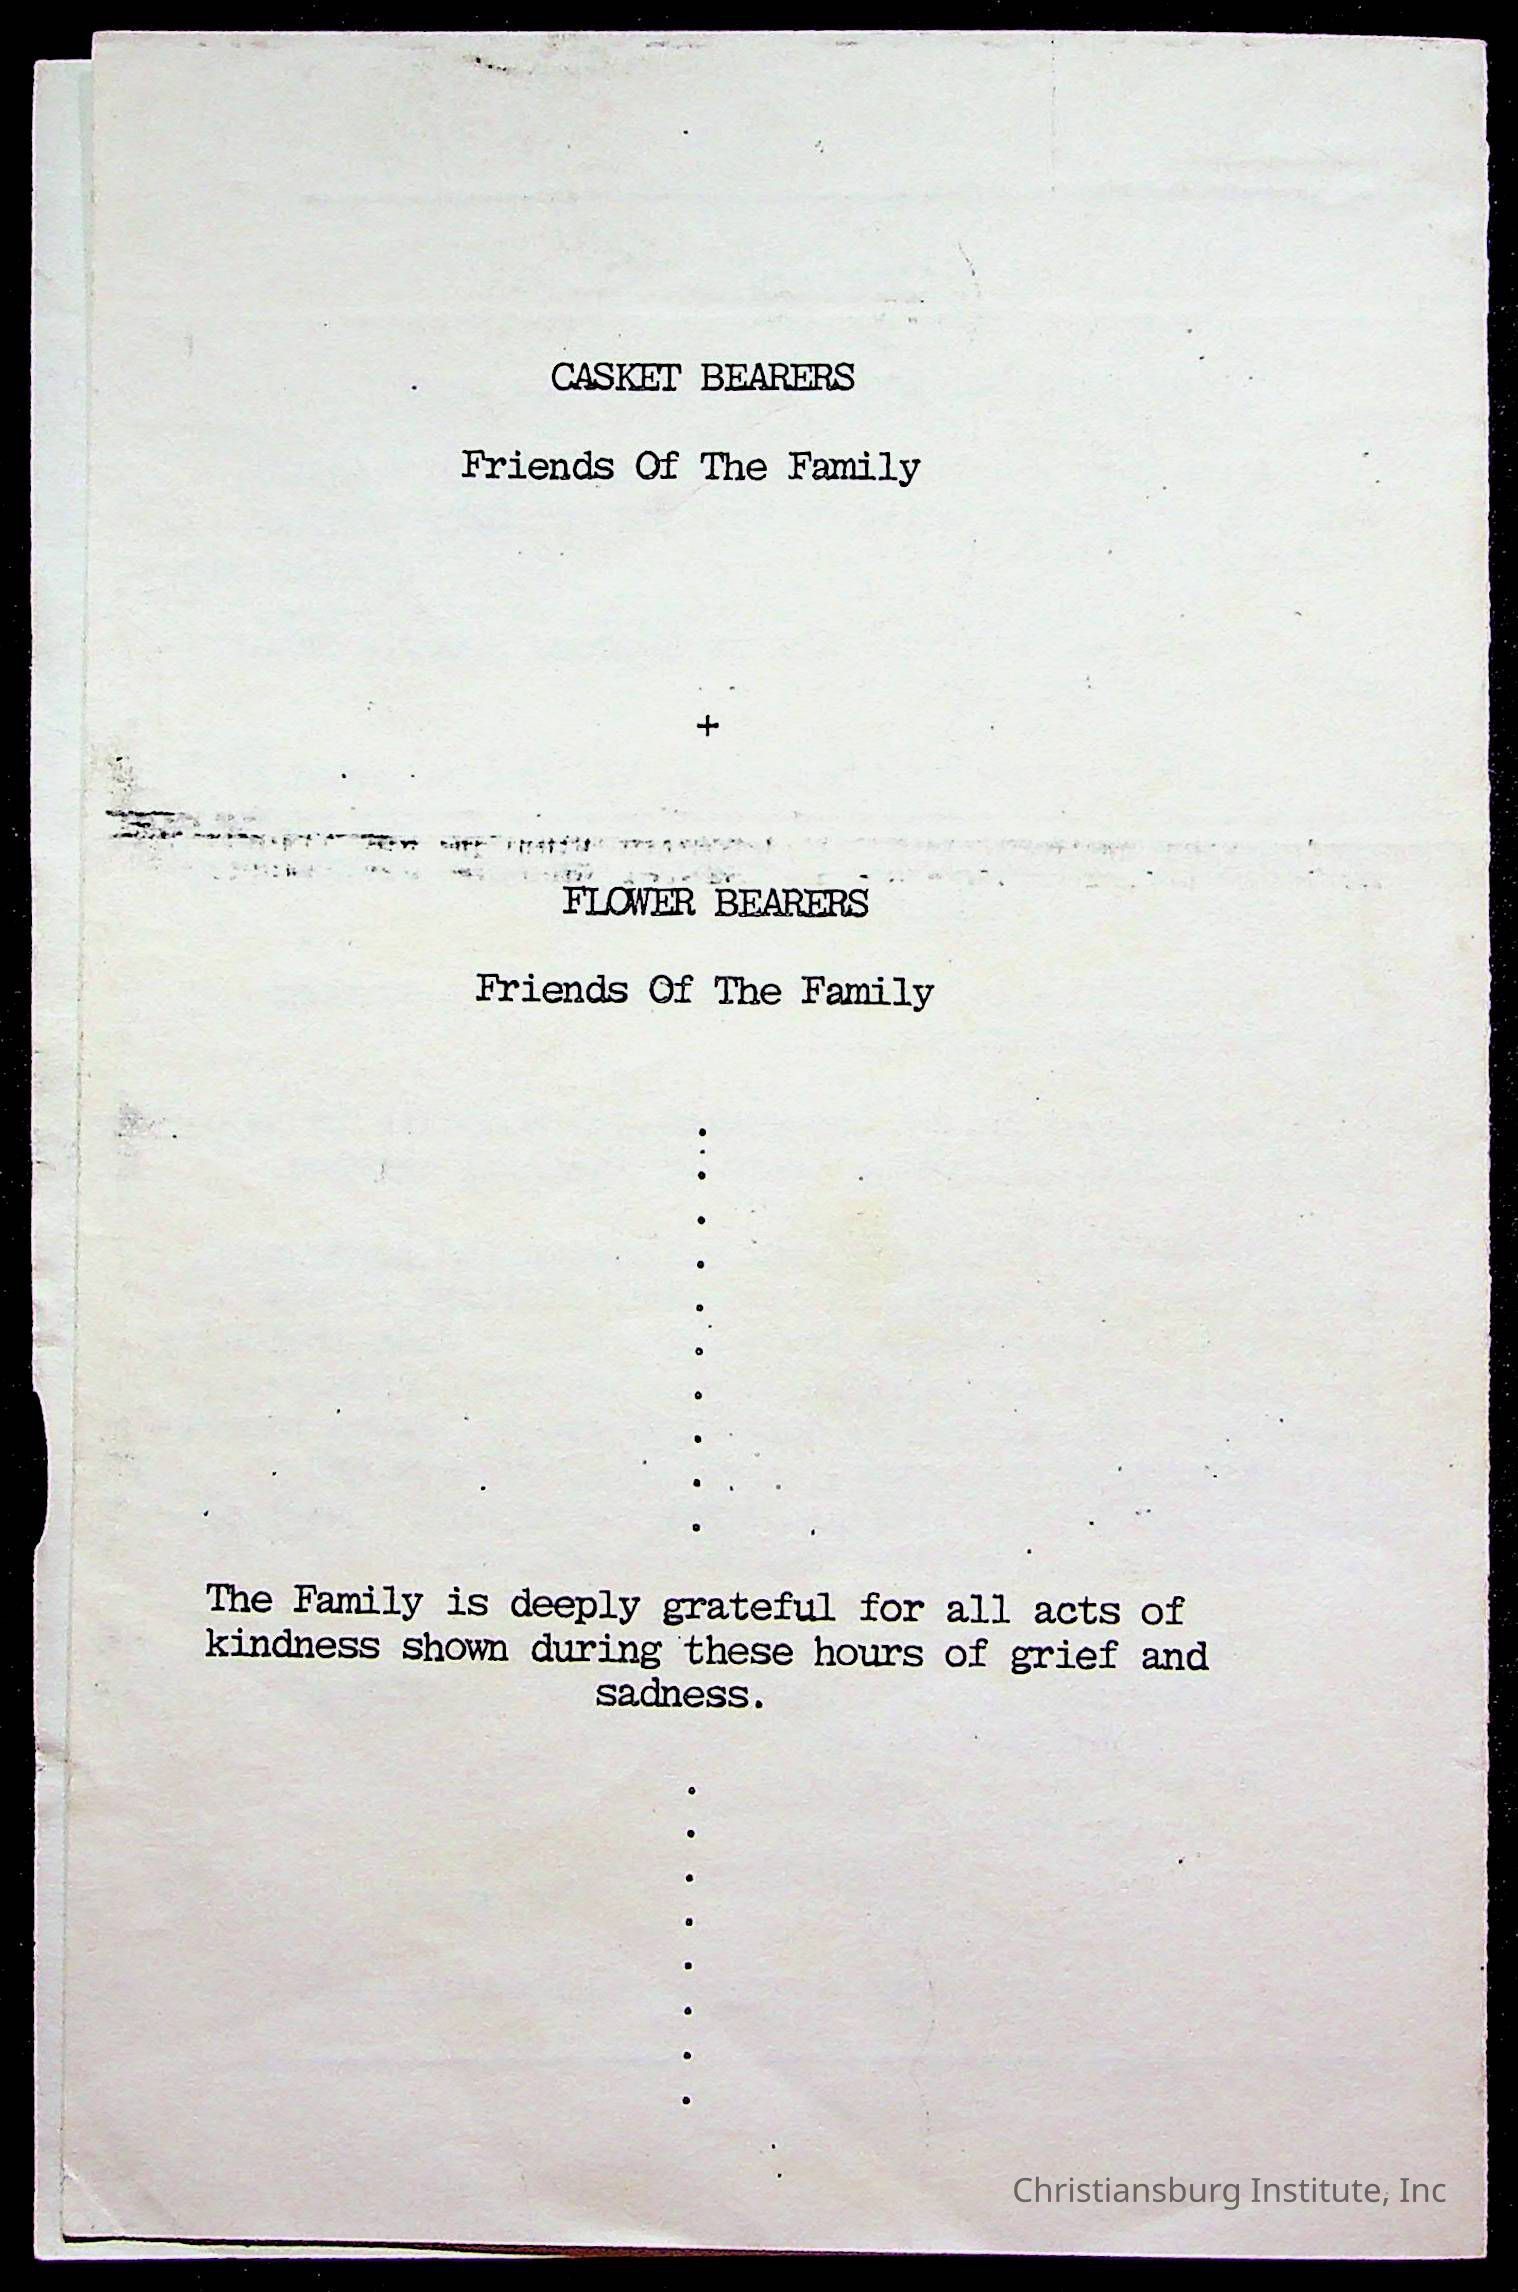 CASKET BEARERS
Friends Of The Family
+
FLOWER BEARERS
Friends Of The Family
.
.
.
.
.
.
.
.
.
.
The Family is deeply grateful for all acts of
kindness shown during these hours of grief and
sadness.
.
.
.
.
.
.
.
.
Christiansburg Institute, Inc